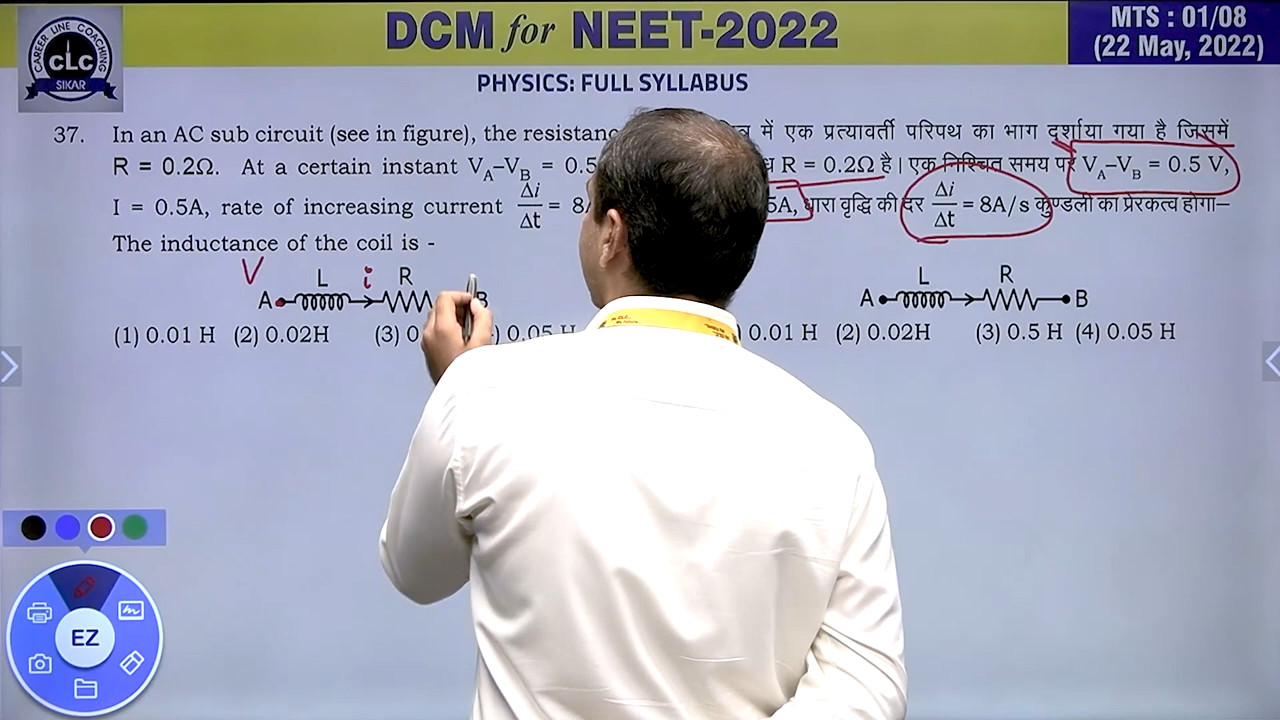 CAREER LINE COACHING
CLC
SIKAR
DCM for NEET-2022
MTS : 01/08
(22 May, 2022)
PHYSICS: FULL SYLLABUS
37. In an AC sub circuit (see in figure), the resistanc
R = 0.2Ω. At a certain instant V_A–V_B = 0.5
I = 0.5A, rate of increasing current Δi/Δt = 8
The inductance of the coil is -
V L i R
A B
(1) 0.01 H (2) 0.02H (3) 0 0.05 H
में एक प्रत्यावर्ती परिपथ का भाग दर्शाया गया है जिसमें
R = 0.2Ω है। एक निश्चित समय पर V_A–V_B = 0.5 V,
5A, धारा वृद्धि की दर Δi/Δt = 8A/s कुण्डली का प्रेरकत्व होगा–
L R
A B
0.01 H (2) 0.02H (3) 0.5 H (4) 0.05 H
EZ